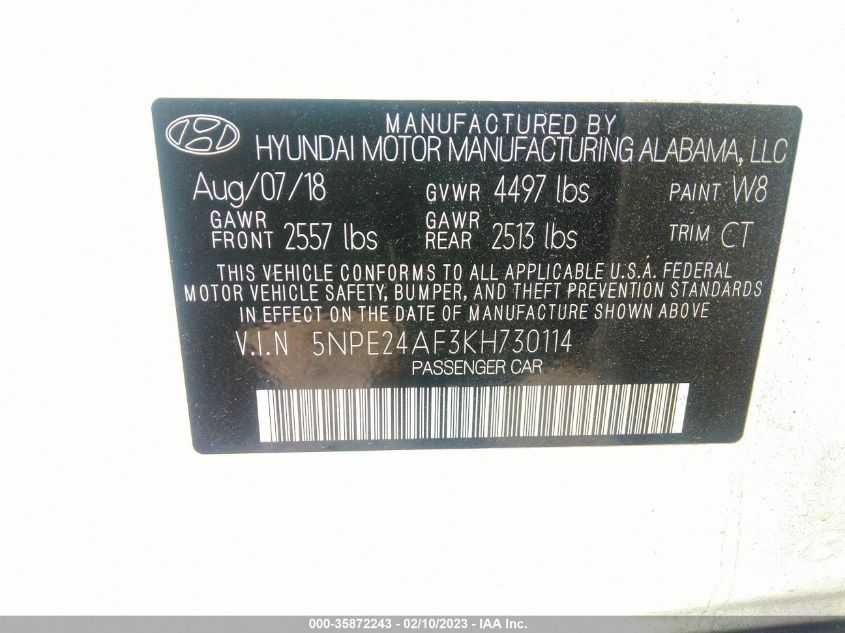 MANUFACTURED BY
HYUNDAI MOTOR MANUFACTURING ALABAMA, LLC
Aug/07/18 GVWR 4497 lbs PAINT W8
GAWR FRONT 2557 lbs GAWR REAR 2513 lbs TRIM CT
THIS VEHICLE CONFORMS TO ALL APPLICABLE U.S.A. FEDERAL
MOTOR VEHICLE SAFETY, BUMPER, AND THEFT PREVENTION STANDARDS
IN EFFECT ON THE DATE OF MANUFACTURE SHOWN ABOVE
V.I.N 5NPE24AF3KH730114
PASSENGER CAR
000-35872243 - 02/10/2023 - IAA Inc.